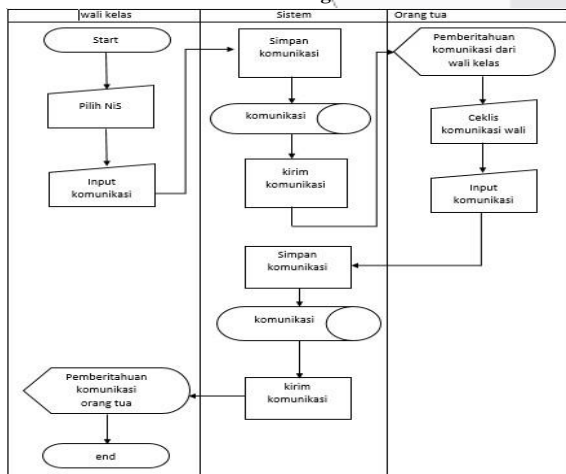 wali kelas
Sistem
Orang tua
Start
Pilih NiS
Input
komunikasi
Simpan
komunikasi
komunikasi
kirim
komunikasi
Pemberitahuan
komunikasi dari
wali kelas
Ceklis
komunikasi wali
Input
komunikasi
Simpan
komunikasi
komunikasi
kirim
komunikasi
Pemberitahuan
komunikasi
orang tua
end